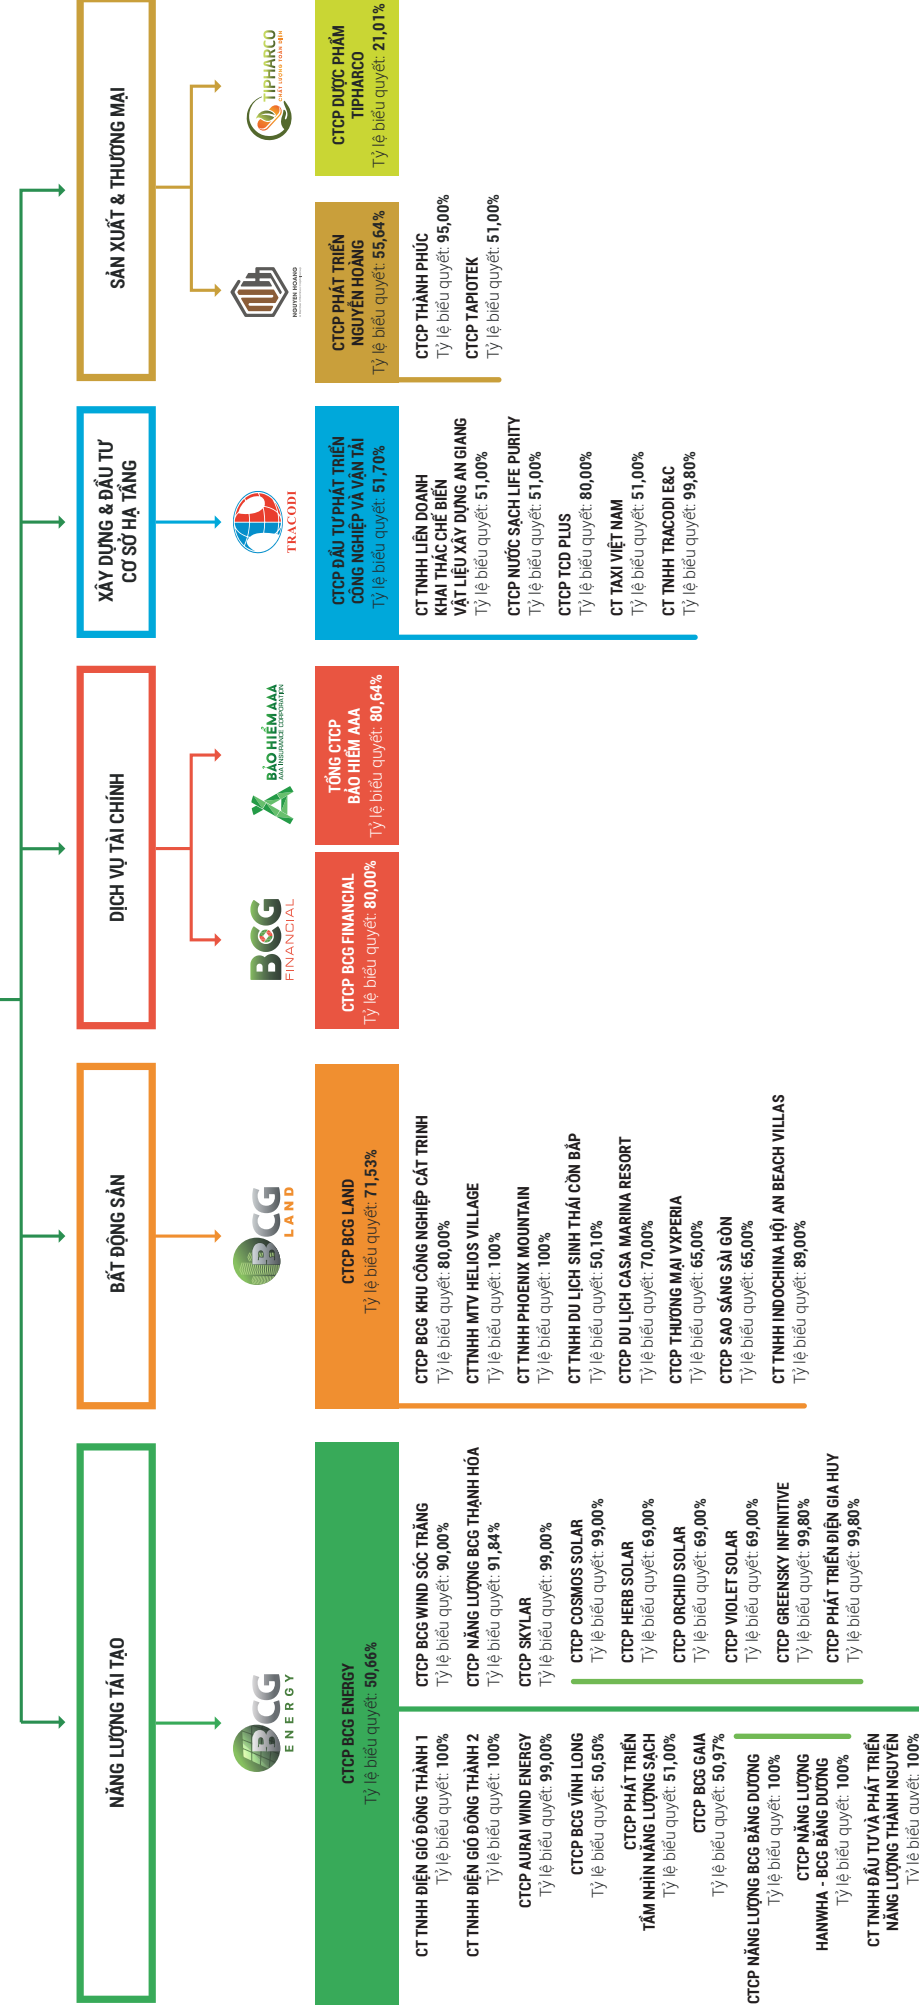 NĂNG LƯỢNG TÁI TẠO
BCG
ENERGY
CTCP BCG ENERGY
Tỷ lệ biểu quyết: 50,66%
CT TNHH ĐIỆN GIÓ ĐÔNG THÀNH 1
Tỷ lệ biểu quyết: 100%
CT TNHH ĐIỆN GIÓ ĐÔNG THÀNH 2
Tỷ lệ biểu quyết: 100%
CTCP AURAI WIND ENERGY
Tỷ lệ biểu quyết: 99,00%
CTCP BCG VĨNH LONG
Tỷ lệ biểu quyết: 50,50%
CTCP PHÁT TRIỂN
TẦM NHÌN NĂNG LƯỢNG SẠCH
Tỷ lệ biểu quyết: 51,00%
CTCP BCG GAIA
Tỷ lệ biểu quyết: 50,97%
CTCP NĂNG LƯỢNG BCG BĂNG DƯƠNG
Tỷ lệ biểu quyết: 100%
CTCP NĂNG LƯỢNG
HANWHA - BCG BĂNG DƯƠNG
Tỷ lệ biểu quyết: 100%
CT TNHH ĐẦU TƯ VÀ PHÁT TRIỂN
NĂNG LƯỢNG THÀNH NGUYÊN
Tỷ lệ biểu quyết: 100%
CTCP BCG WIND SÓC TRĂNG
Tỷ lệ biểu quyết: 90,00%
CTCP NĂNG LƯỢNG BCG THẠNH HÓA
Tỷ lệ biểu quyết: 91,84%
CTCP SKYLAR
Tỷ lệ biểu quyết: 99,00%
CTCP COSMOS SOLAR
Tỷ lệ biểu quyết: 99,00%
CTCP HERB SOLAR
Tỷ lệ biểu quyết: 69,00%
CTCP ORCHID SOLAR
Tỷ lệ biểu quyết: 69,00%
CTCP VIOLET SOLAR
Tỷ lệ biểu quyết: 69,00%
CTCP GREENSKY INFINITIVE
Tỷ lệ biểu quyết: 99,80%
CTCP PHÁT TRIỂN ĐIỆN GIA HUY
Tỷ lệ biểu quyết: 99,80%
BẤT ĐỘNG SẢN
BCG
LAND
CTCP BCG LAND
Tỷ lệ biểu quyết: 71,53%
CTCP BCG KHU CÔNG NGHIỆP CÁT TRINH
Tỷ lệ biểu quyết: 80,00%
CTTNHH MTV HELIOS VILLAGE
Tỷ lệ biểu quyết: 100%
CT TNHH PHOENIX MOUNTAIN
Tỷ lệ biểu quyết: 100%
CT TNHH DU LỊCH SINH THÁI CỒN BẮP
Tỷ lệ biểu quyết: 50,10%
CTCP DU LỊCH CASA MARINA RESORT
Tỷ lệ biểu quyết: 70,00%
CTCP THƯƠNG MẠI VXPERIA
Tỷ lệ biểu quyết: 65,00%
CTCP SAO SÁNG SÀI GÒN
Tỷ lệ biểu quyết: 65,00%
CT TNHH INDOCHINA HỘI AN BEACH VILLAS
Tỷ lệ biểu quyết: 89,00%
DỊCH VỤ TÀI CHÍNH
BCG
FINANCIAL
CTCP BCG FINANCIAL
Tỷ lệ biểu quyết: 80,00%
BẢO HIỂM AAA
AAA INSURANCE CORPORATION
TỔNG CTCP
BẢO HIỂM AAA
Tỷ lệ biểu quyết: 80,64%
XÂY DỰNG & ĐẦU TƯ
CƠ SỞ HẠ TẦNG
TRACODI
CTCP ĐẦU TƯ PHÁT TRIỂN
CÔNG NGHIỆP VÀ VẬN TẢI
Tỷ lệ biểu quyết: 51,70%
CT TNHH LIÊN DOANH
KHAI THÁC CHẾ BIẾN
VẬT LIỆU XÂY DỰNG AN GIANG
Tỷ lệ biểu quyết: 51,00%
CTCP NƯỚC SẠCH LIFE PURITY
Tỷ lệ biểu quyết: 51,00%
CTCP TCD PLUS
Tỷ lệ biểu quyết: 80,00%
CT TAXI VIỆT NAM
Tỷ lệ biểu quyết: 51,00%
CT TNHH TRACODI E&C
Tỷ lệ biểu quyết: 99,80%
SẢN XUẤT & THƯƠNG MẠI
NGUYEN HOANG
CTCP PHÁT TRIỂN
NGUYỄN HOÀNG
Tỷ lệ biểu quyết: 55,64%
CTCP THÀNH PHÚC
Tỷ lệ biểu quyết: 95,00%
CTCP TAPIOTEK
Tỷ lệ biểu quyết: 51,00%
TIPHARCO
CTCP DƯỢC PHẨM
TIPHARCO
Tỷ lệ biểu quyết: 21,01%